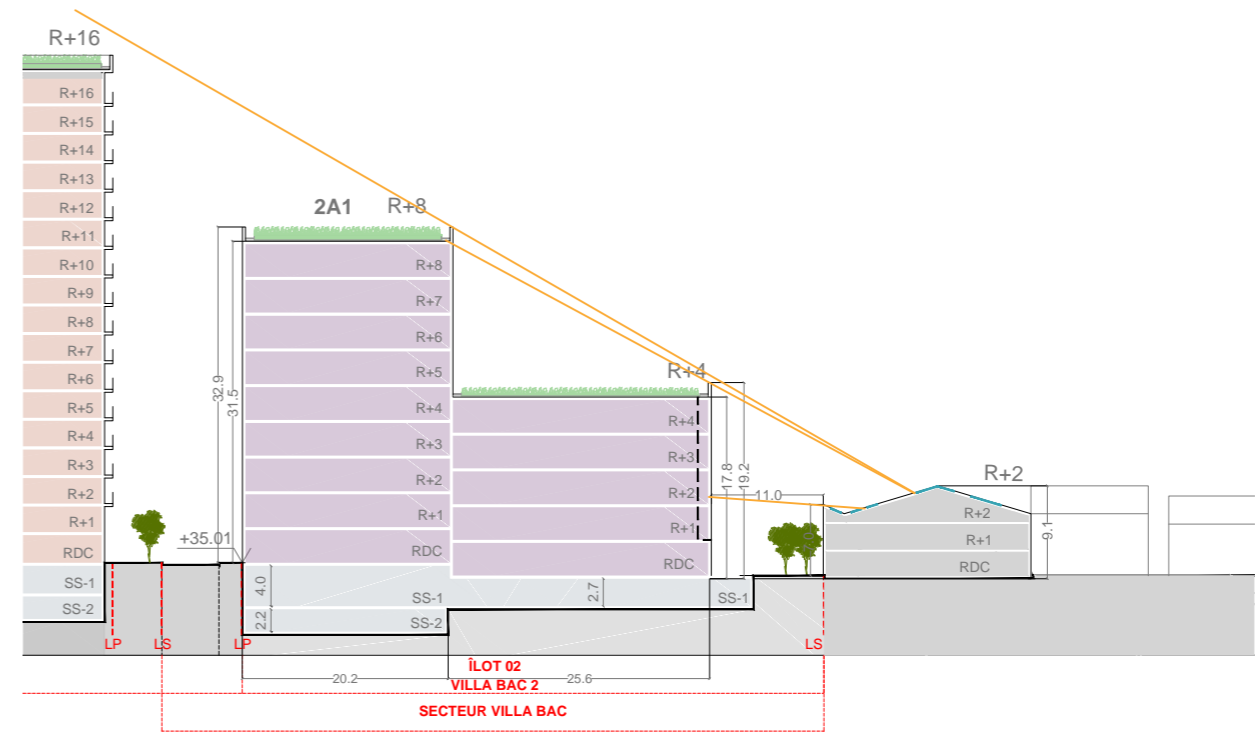 R+16
R+16
R+15
R+14
R+13
R+12
R+11
R+10
R+9
R+8
R+7
R+6
R+5
R+4
R+3
R+2
R+1
RDC
SS-1
SS-2
2A1 R+8
R+8
R+7
R+6
R+5
R+4
R+3
R+2
R+1
RDC
SS-1
SS-2
32.9
31.5
+35.01
4.0
2.2
R+4
R+4
R+3
R+2
R+1
RDC
SS-1
2.7
17.8
19.2
11.0
R+2
R+2
R+1
RDC
9.1
LP
LS
LP
LS
ÎLOT 02
20.2
25.6
VILLA BAC 2
SECTEUR VILLA BAC